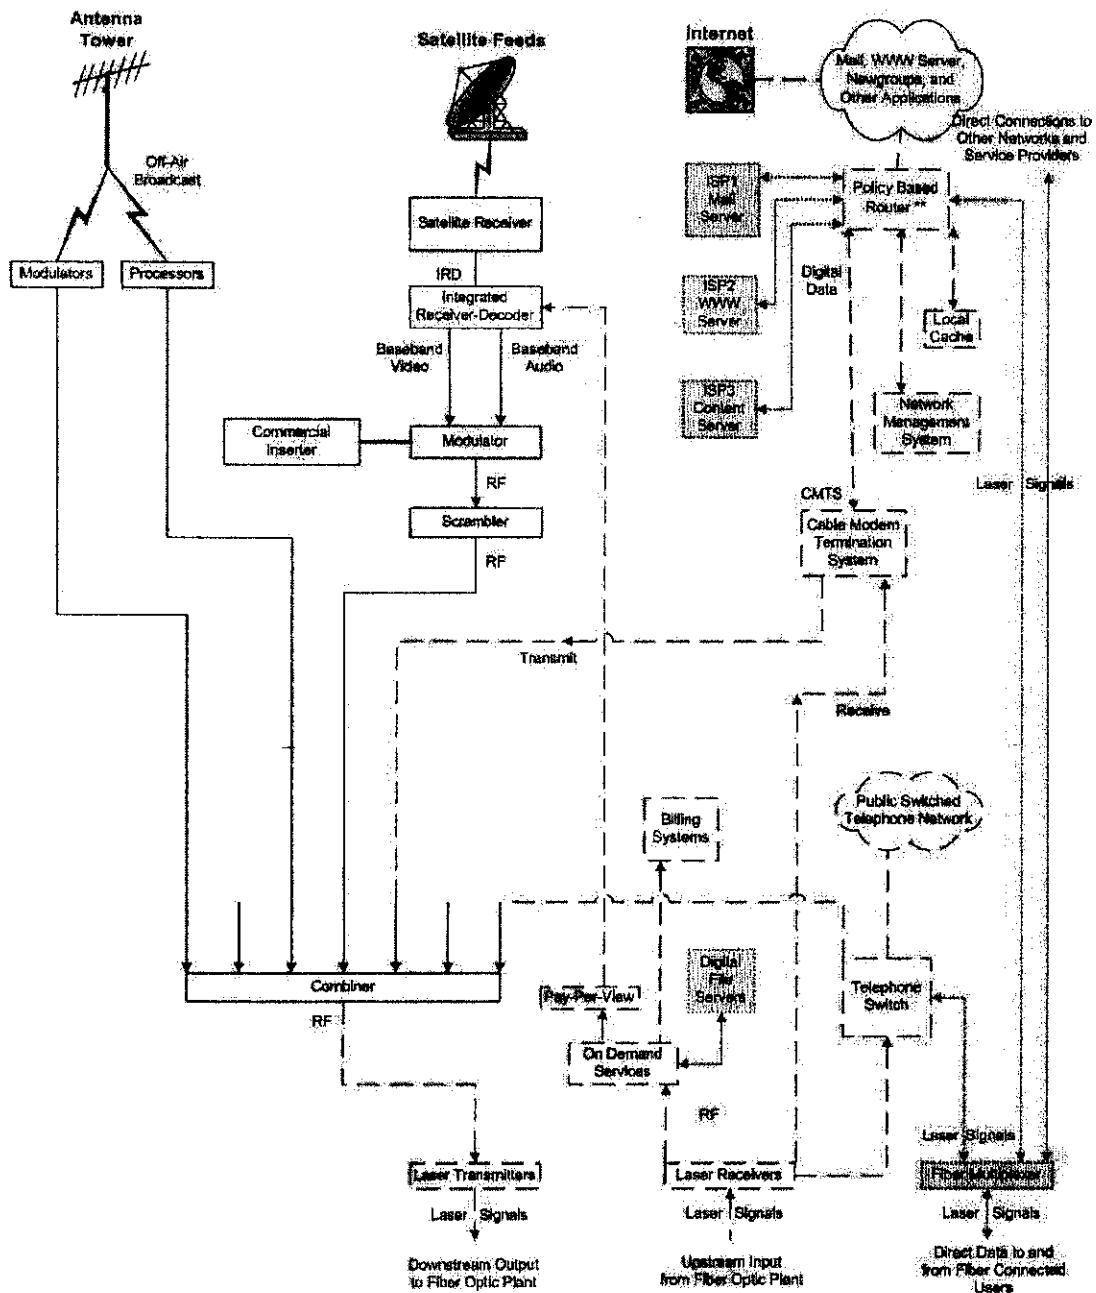 Antenna
Tower
Satellite Feeds
Internet
Mail, WWW Server,
Newgroups, and
Other Applications
Direct Connections to
Other Networks and
Service Providers
Off-Air
Broadcast
ISP1
Mail
Server
Policy Based
Router **
Satellite Receiver
Modulators
Processors
IRD
Integrated
Receiver-Decoder
Digital
Data
ISP2
WWW
Server
Local
Cache
Baseband
Video
Baseband
Audio
ISP3
Content
Server
Network
Management
System
Commercial
Inserter
Modulator
RF
Laser Signals
CMTS
Scrambler
Cable Modem
Termination
System
RF
Transmit
Receive
Public Switched
Telephone Network
Billing
Systems
Combiner
Digital
File
Servers
Pay-Per-View
Telephone
Switch
RF
On Demand
Services
RF
Laser Signals
Laser Transmitters
Laser Receivers
Fiber Multiplexer
Laser Signals
Laser Signals
Laser Signals
Downstream Output
to Fiber Optic Plant
Upstream Input
from Fiber Optic Plant
Direct Data to and
from Fiber Connected
Users